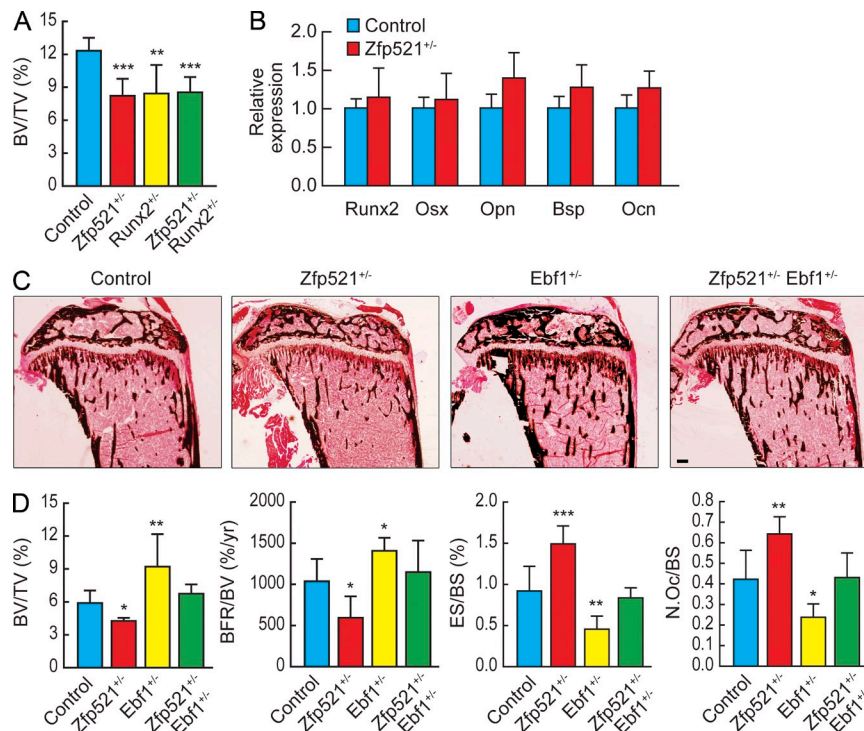 A
BV/TV (%)
15
12
9
6
3
0
***
**
***
Control
Zfp521+/-
Runx2+/-
Zfp521+/-
Runx2+/-
B
Control
Zfp521+/-
Relative
expression
2.0
1.5
1.0
0.5
0.0
Runx2 Osx Opn Bsp Ocn
C
Control Zfp521+/- Ebf1+/- Zfp521+/- Ebf1+/-
D
BV/TV (%)
15
12
9
6
3
0
*
**
Control
Zfp521+/-
Ebf1+/-
Zfp521+/-
Ebf1+/-
BFR/BV (%/yr)
2000
1500
1000
500
0
*
*
Control
Zfp521+/-
Ebf1+/-
Zfp521+/-
Ebf1+/-
ES/BS (%)
2.0
1.5
1.0
0.5
0.0
***
**
Control
Zfp521+/-
Ebf1+/-
Zfp521+/-
Ebf1+/-
N.Oc/BS
0.8
0.7
0.6
0.5
0.4
0.3
0.2
0.1
0.0
**
*
Control
Zfp521+/-
Ebf1+/-
Zfp521+/-
Ebf1+/-